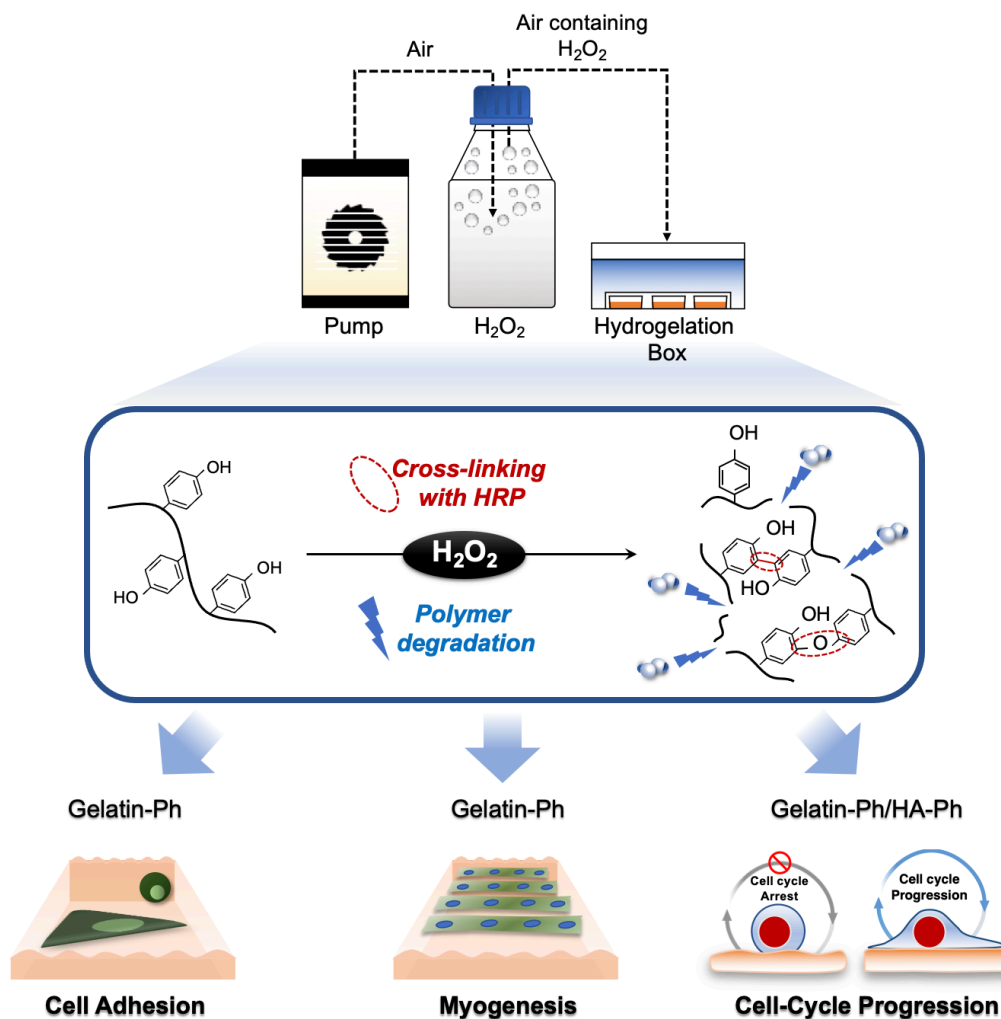 Air containing
H₂O₂
Air
Pump
H₂O₂
Hydrogelation
Box
OH
HO
OH
Cross-linking
with HRP
H₂O₂
Polymer
degradation
OH
OH
HO
OH
O
Gelatin-Ph
Gelatin-Ph
Gelatin-Ph/HA-Ph
Cell cycle
Arrest
Cell cycle
Progression
Cell Adhesion
Myogenesis
Cell-Cycle Progression